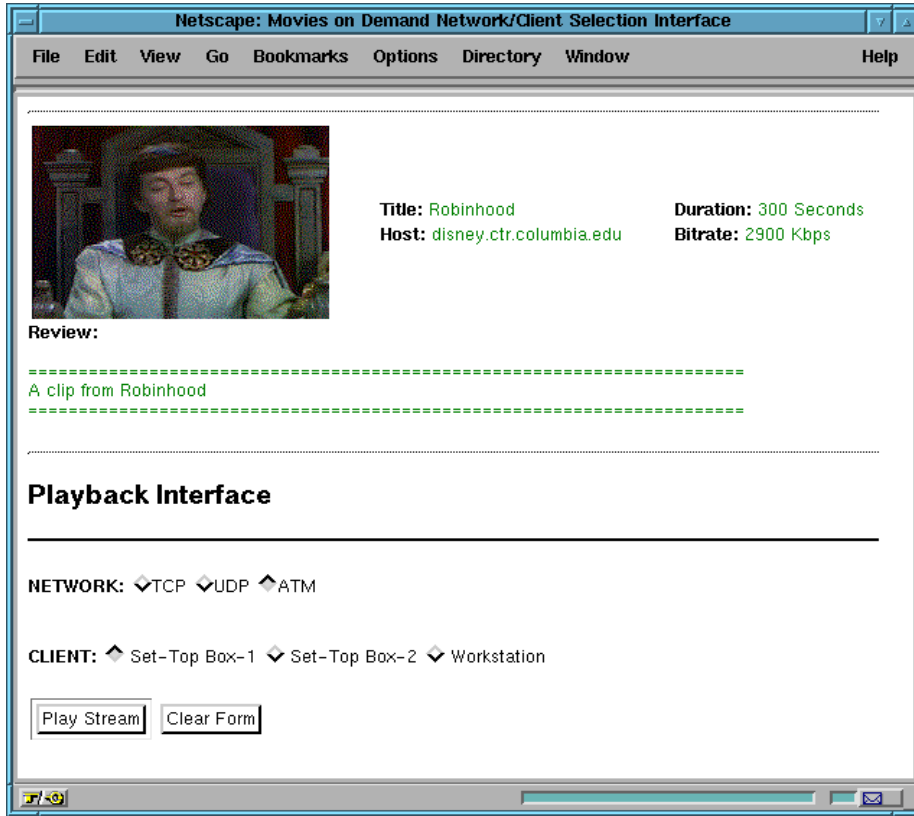 Netscape: Movies on Demand Network/Client Selection Interface
File Edit View Go Bookmarks Options Directory Window Help
Title: Robinhood Duration: 300 Seconds
Host: disney.ctr.columbia.edu Bitrate: 2900 Kbps
Review:
=======================================================================
A clip from Robinhood
=======================================================================
Playback Interface
NETWORK: TCP UDP ATM
CLIENT: Set-Top Box-1 Set-Top Box-2 Workstation
Play Stream Clear Form